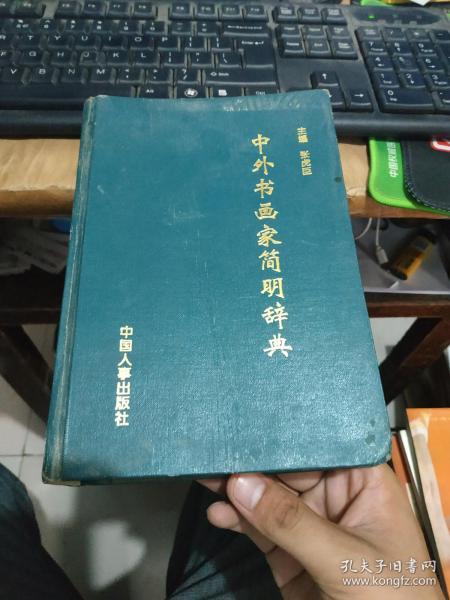 主编 张虎臣
中外书画家简明辞典
中国人事出版社
孔夫子旧书网
www.kongfz.com